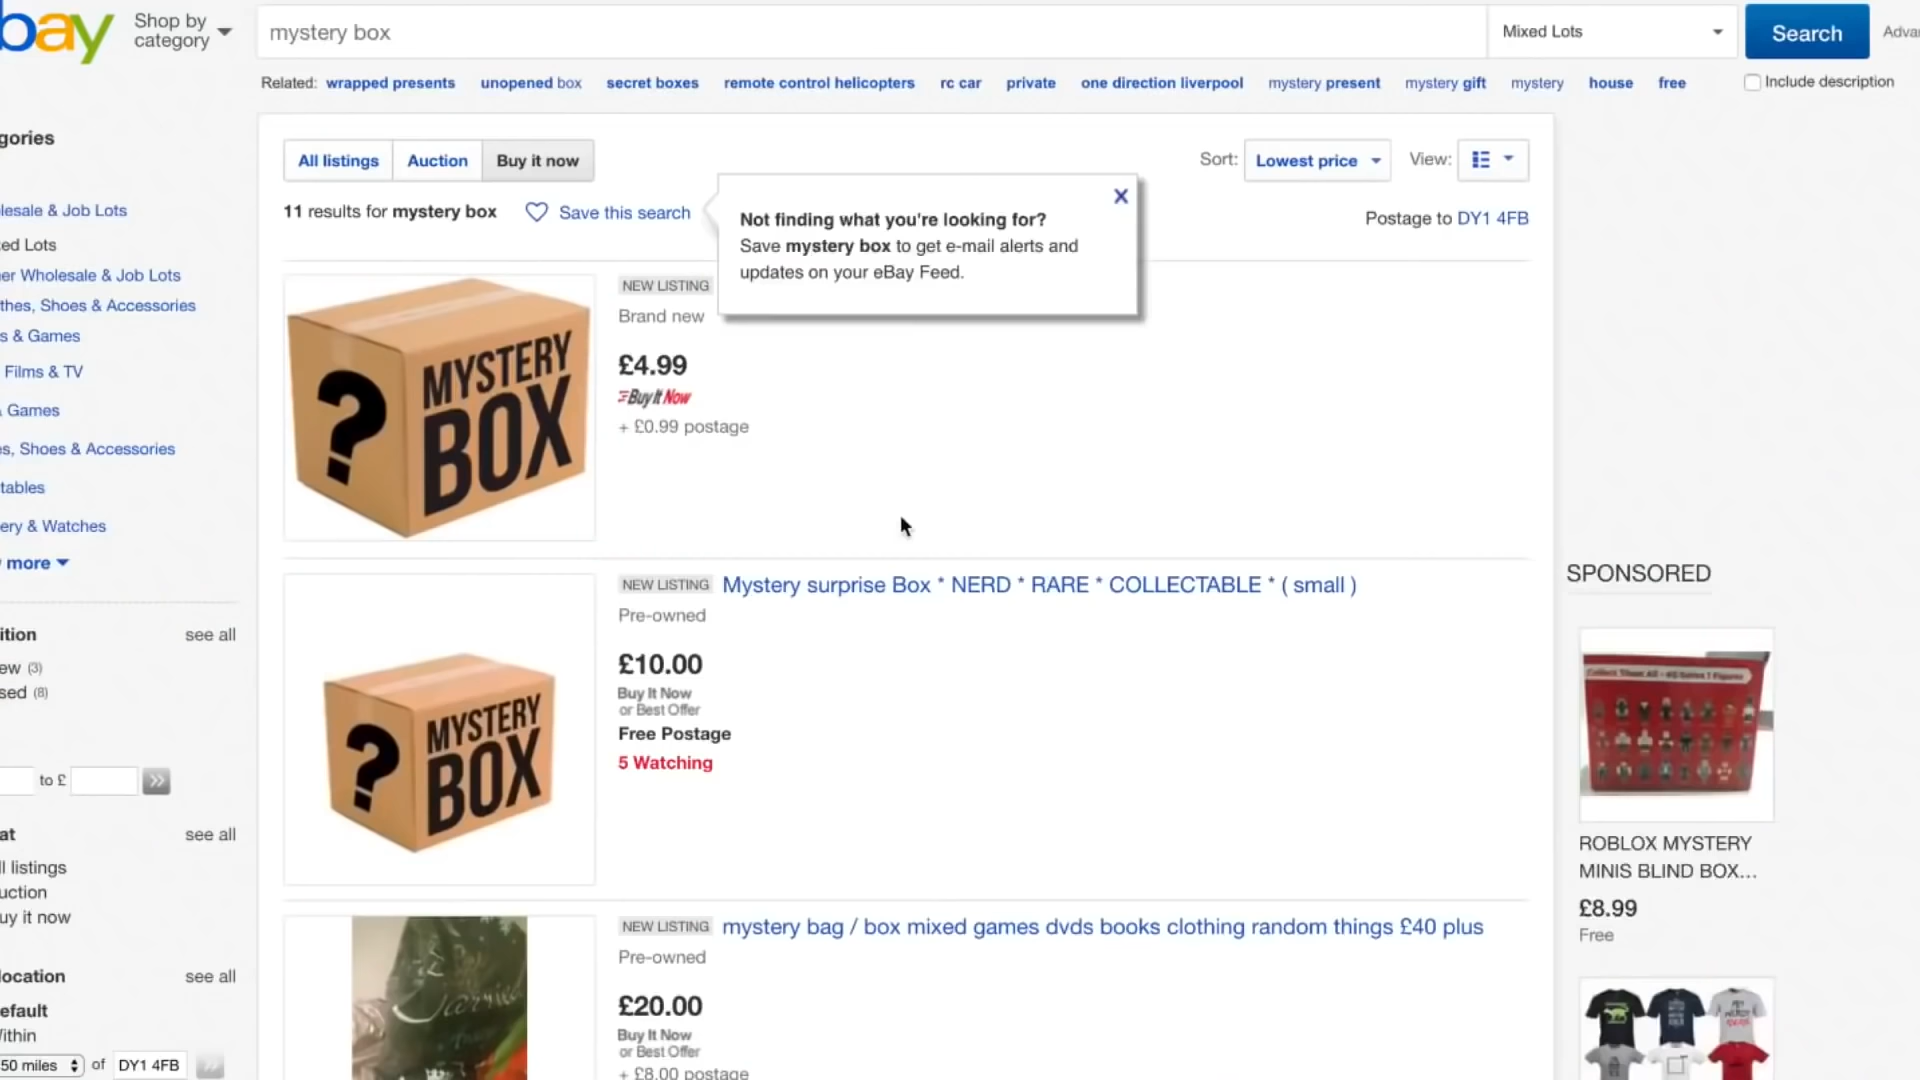 bay
Shop by
category
mystery box
Mixed Lots
Search
Related: wrapped presents unopened box secret boxes remote control helicopters rc car private one direction liverpool mystery present mystery gift mystery house free
Include description
gories
lesale & Job Lots
ed Lots
er Wholesale & Job Lots
thes, Shoes & Accessories
s & Games
Films & TV
& Games
s, Shoes & Accessories
tables
ery & Watches
more
ition see all
ew (3)
sed (8)
to £
at see all
ll listings
uction
uy it now
location see all
efault
ithin
50 miles of DY1 4FB
All listings Auction Buy it now
Sort: Lowest price View:
11 results for mystery box Save this search
Postage to DY1 4FB
X
Not finding what you're looking for?
Save mystery box to get e-mail alerts and
updates on your eBay Feed.
?
MYSTERY
BOX
NEW LISTING
Brand new
£4.99
Buy It Now
+ £0.99 postage
?
MYSTERY
BOX
NEW LISTING Mystery surprise Box * NERD * RARE * COLLECTABLE * ( small )
Pre-owned
£10.00
Buy It Now
or Best Offer
Free Postage
5 Watching
NEW LISTING mystery bag / box mixed games dvds books clothing random things £40 plus
Pre-owned
£20.00
Buy It Now
or Best Offer
+ £8.00 postage
SPONSORED
ROBLOX MYSTERY
MINIS BLIND BOX...
£8.99
Free